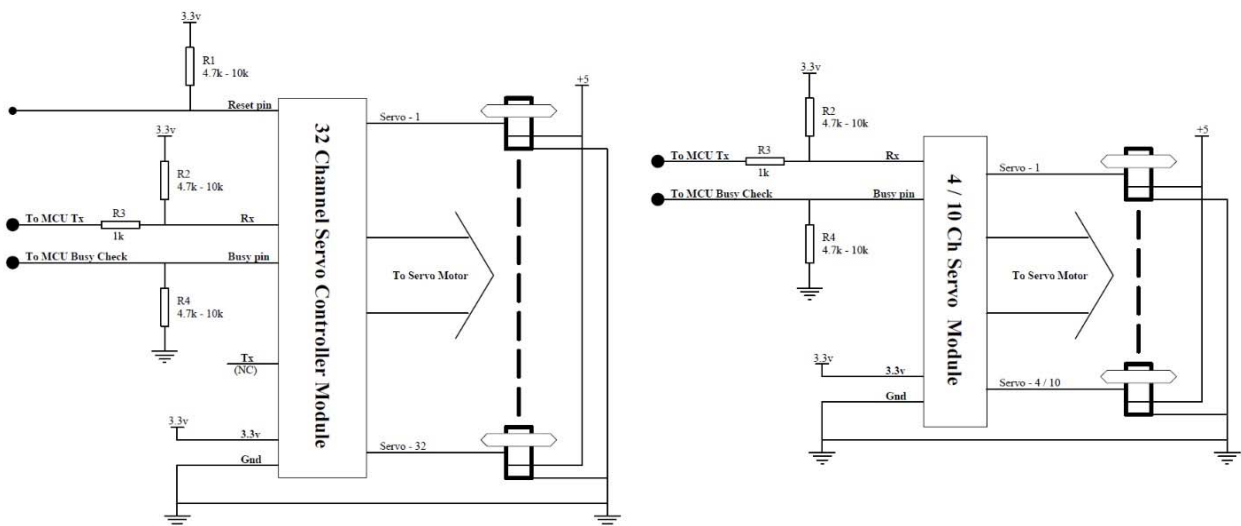 3.3v
R1
4.7k - 10k
Reset pin
3.3v
R2
4.7k - 10k
To MCU Tx
R3
1k
Rx
To MCU Busy Check
Busy pin
R4
4.7k - 10k
Tx
(NC)
3.3v
3.3v
Gnd
32 Channel Servo Controller Module
Servo - 1
To Servo Motor
Servo - 32
+5
3.3v
R2
4.7k - 10k
To MCU Tx
R3
1k
Rx
To MCU Busy Check
Busy pin
R4
4.7k - 10k
3.3v
3.3v
Gnd
4 / 10 Ch Servo Module
Servo - 1
To Servo Motor
Servo - 4 / 10
+5